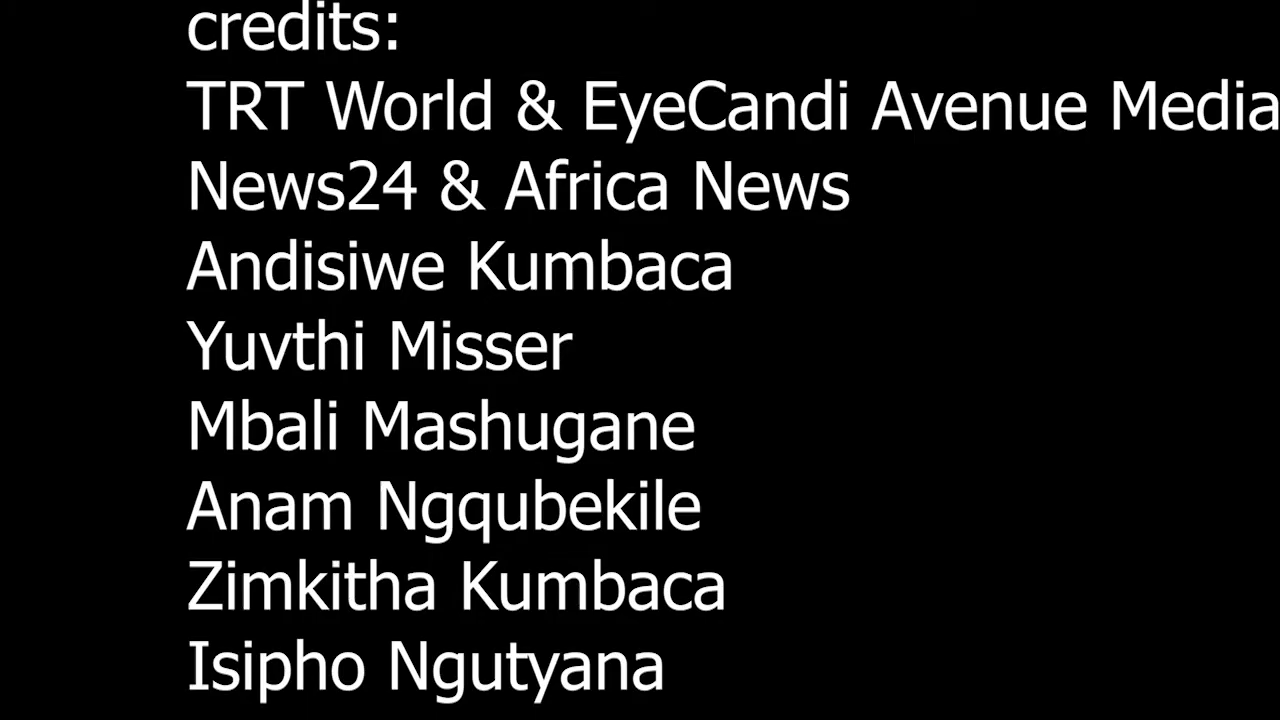 credits:
TRT World & EyeCandi Avenue Media
News24 & Africa News
Andisiwe Kumbaca
Yuvthi Misser
Mbali Mashugane
Anam Ngqubekile
Zimkitha Kumbaca
Isipho Ngutyana